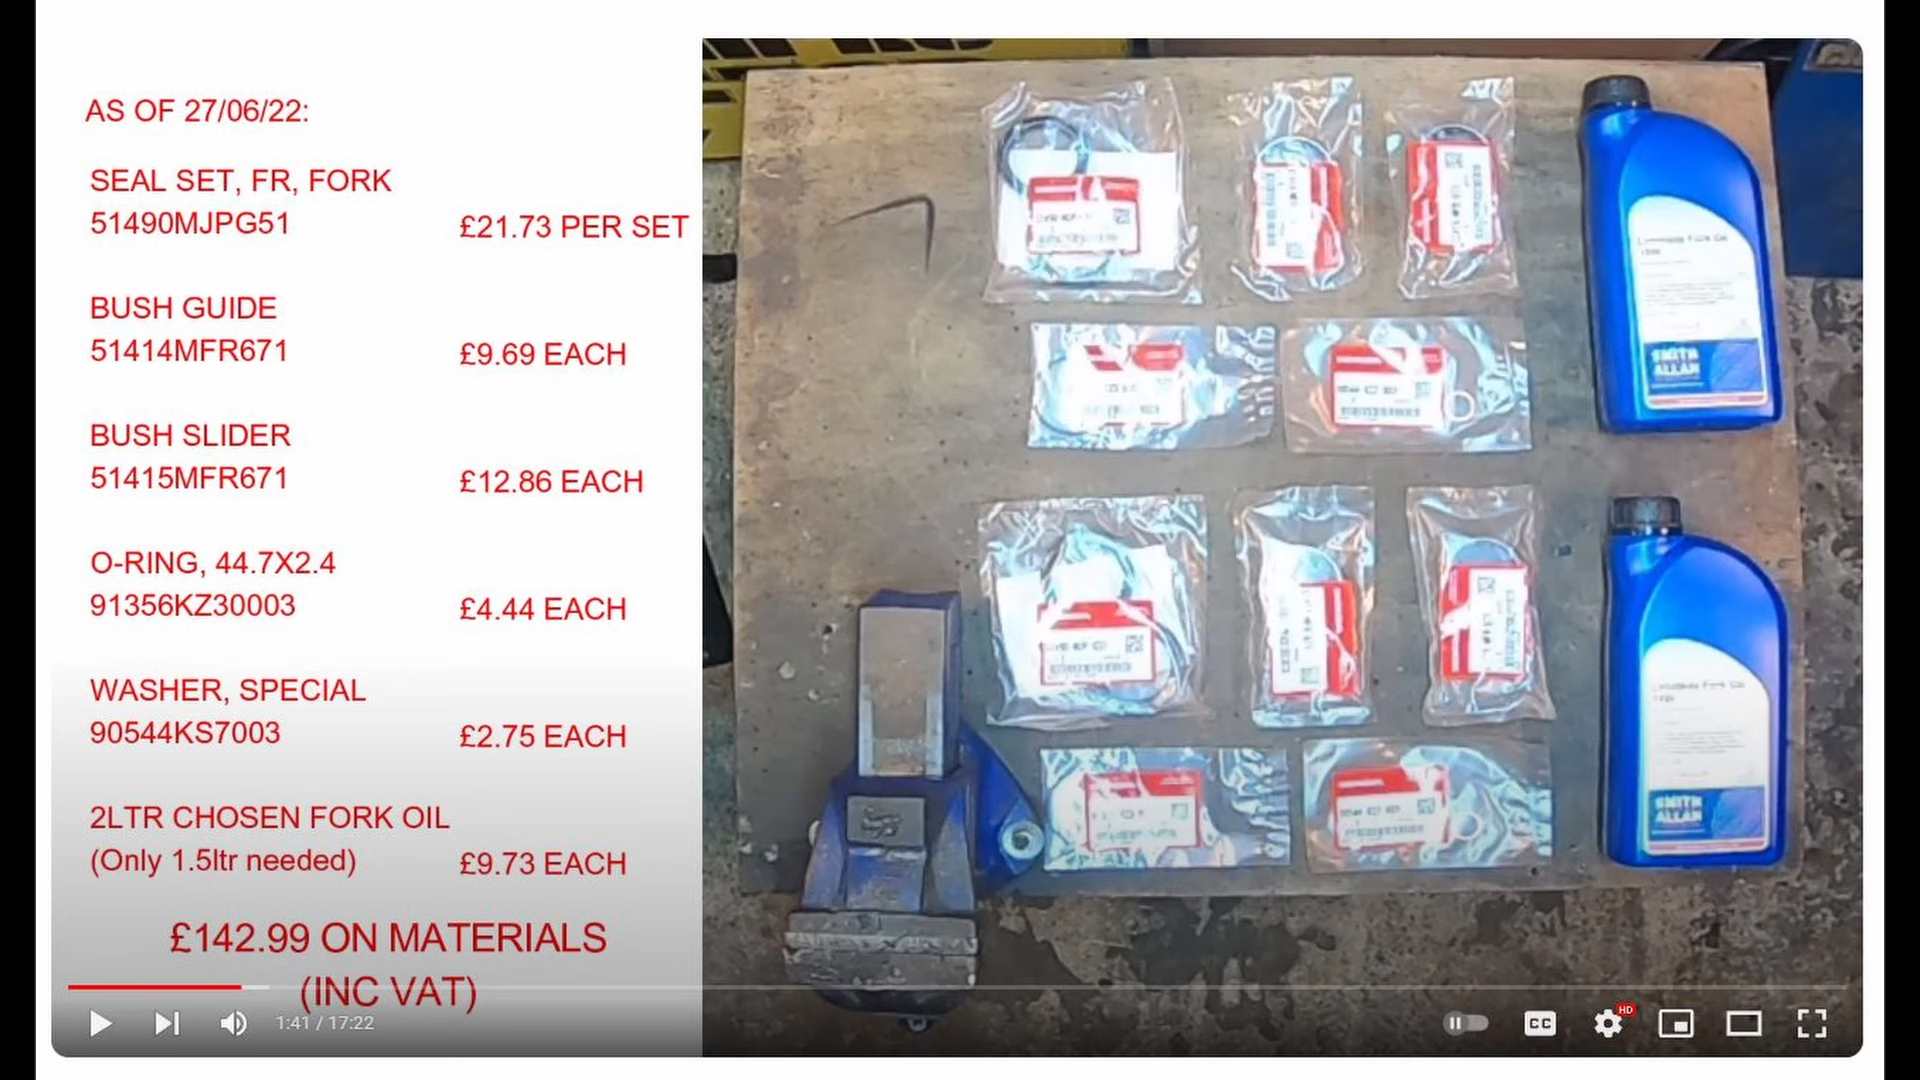 AS OF 27/06/22:
SEAL SET, FR, FORK
51490MJPG51
£21.73 PER SET
BUSH GUIDE
51414MFR671
£9.69 EACH
BUSH SLIDER
51415MFR671
£12.86 EACH
O-RING, 44.7X2.4
91356KZ30003
£4.44 EACH
WASHER, SPECIAL
90544KS7003
£2.75 EACH
2LTR CHOSEN FORK OIL
(Only 1.5ltr needed)
£9.73 EACH
£142.99 ON MATERIALS
(INC VAT)
SMITH
ALLAN
SMITH
ALLAN
1:41 / 17:22
CC
HD